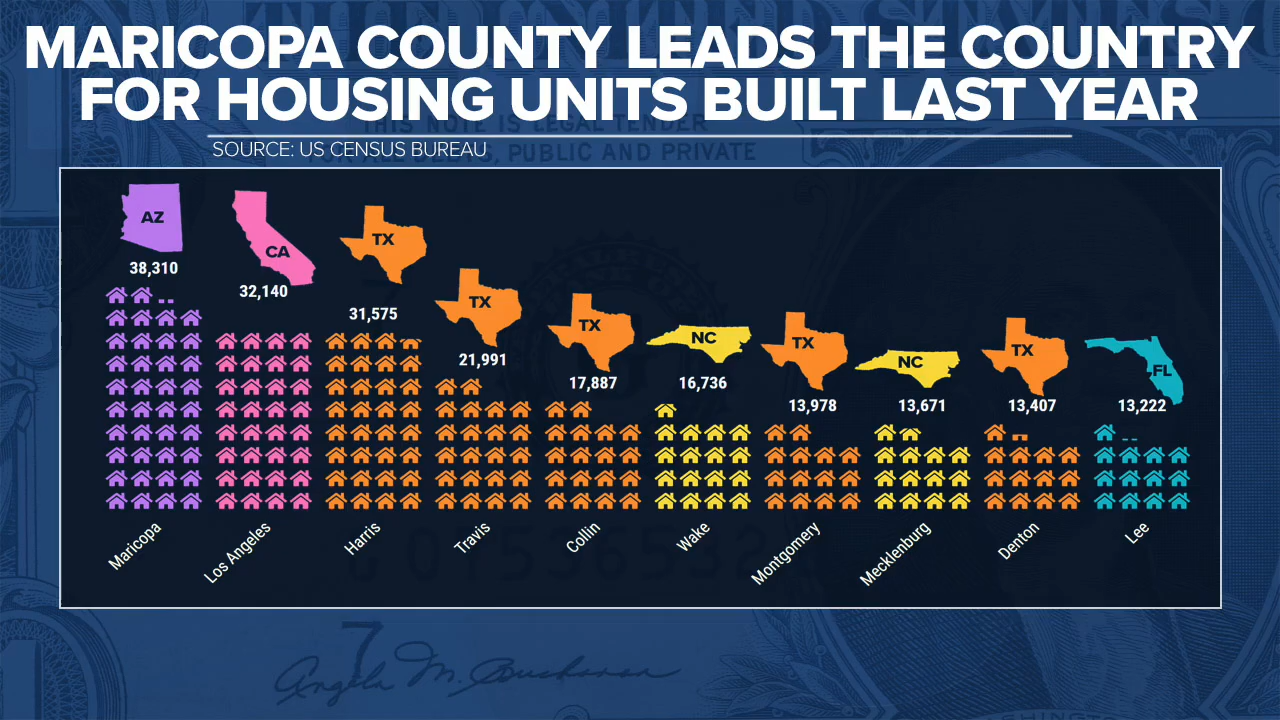 MARICOPA COUNTY LEADS THE COUNTRY
FOR HOUSING UNITS BUILT LAST YEAR
THIS NOTE IS LEGAL TENDER
PUBLIC AND PRIVATE
SOURCE: US CENSUS BUREAU
AZ
CA
TX
TX
TX
NC
TX
NC
TX
FL
38,310
32,140
31,575
21,991
17,887
16,736
13,978
13,671
13,407
13,222
Maricopa
Los Angeles
Harris
Travis
Collin
Wake
Montgomery
Mecklenburg
Denton
Lee
Angela M. Buchanan